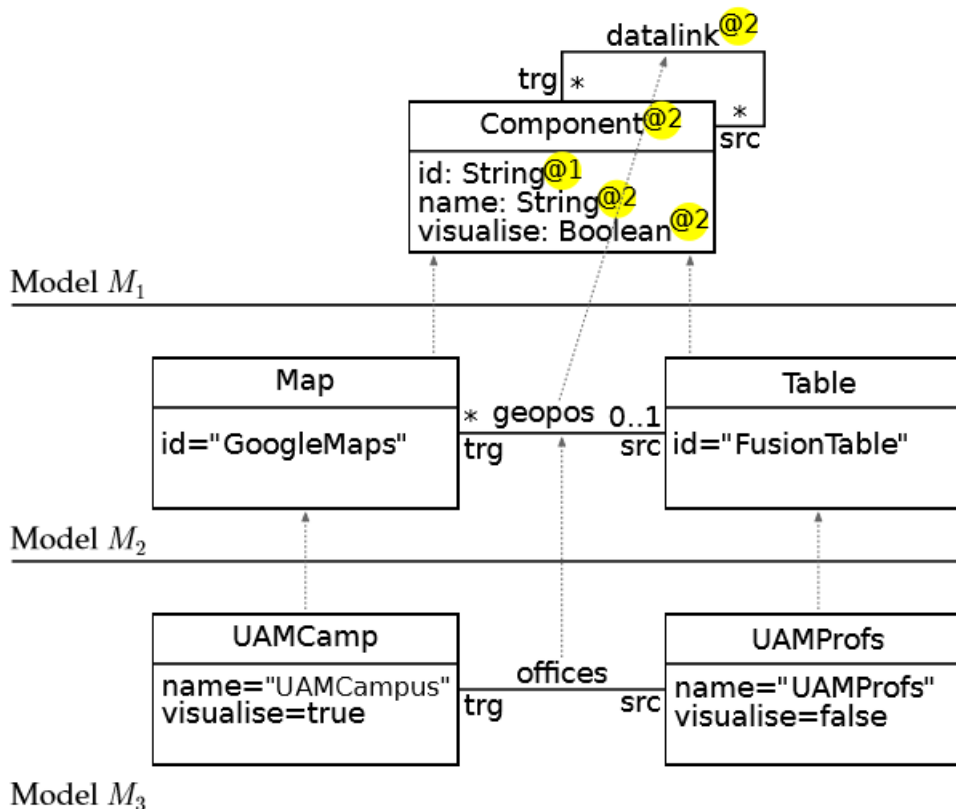 datalink@2
trg *
*
Component@2
src
id: String@1
name: String@2
visualise: Boolean@2
Model M₁
Map
Table
* geopos 0..1
id="GoogleMaps"
trg src
id="FusionTable"
Model M₂
UAMCamp
UAMProfs
offices
name="UAMCampus"
visualise=true
trg src
name="UAMProfs"
visualise=false
Model M₃